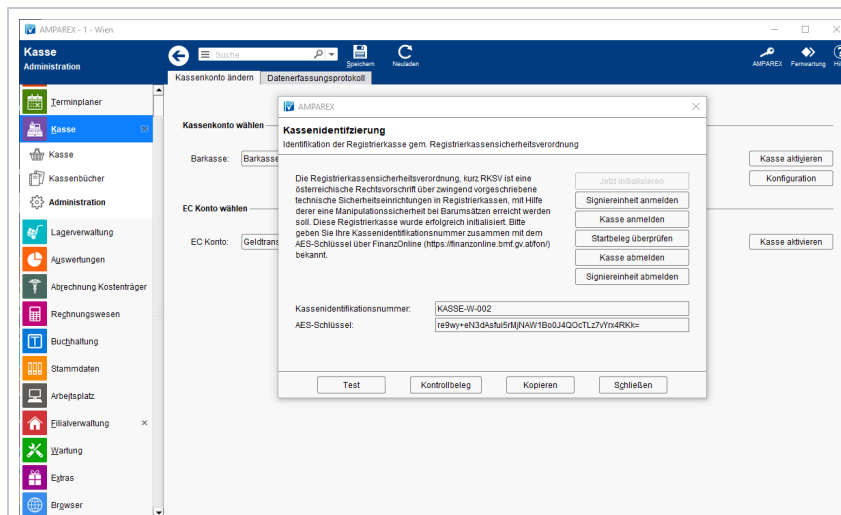 AMPAREX - 1 - Wien
Kasse
Administration
Suche
Speichern
Neuladen
AMPAREX
Fernwartung
Kassenkonto ändern
Datenerfassungsprotokoll
Terminplaner
Kasse
Kasse
Kassenbücher
Administration
Lagerverwaltung
Auswertungen
Abrechnung Kostenträger
Rechnungswesen
Buchhaltung
Stammdaten
Arbeitsplatz
Filialverwaltung
Wartung
Extras
Browser
Kassenkonto wählen
Barkasse:
Barkasse
Kasse aktivieren
Konfiguration
EC Konto wählen
EC Konto:
Geldtrans
Kasse aktivieren
AMPAREX
Kassenidentifzierung
Identifikation der Registrierkasse gem. Registrierkassensicherheitsverordnung
Die Registrierkassensicherheitsverordnung, kurz RKSV ist eine
österreichische Rechtsvorschrift über zwingend vorgeschriebene
technische Sicherheitseinrichtungen in Registrierkassen, mit Hilfe
derer eine Manipulationssicherheit bei Barumsätzen erreicht werden
soll. Diese Registrierkasse wurde erfolgreich initialisiert. Bitte
geben Sie Ihre Kassenidentifikationsnummer zusammen mit dem
AES-Schlüssel über FinanzOnline (https://finanzonline.bmf.gv.at/fon/)
bekannt.
Jetzt initialisieren
Signiereinheit anmelden
Kasse anmelden
Startbeleg überprüfen
Kasse abmelden
Signiereinheit abmelden
Kassenidentifikationsnummer:
KASSE-W-002
AES-Schlüssel:
re9wy+eN3dAsfui5rMjNAW1Bo0J4QOcTLz7vYrx4RKk=
Test
Kontrollbeleg
Kopieren
Schließen